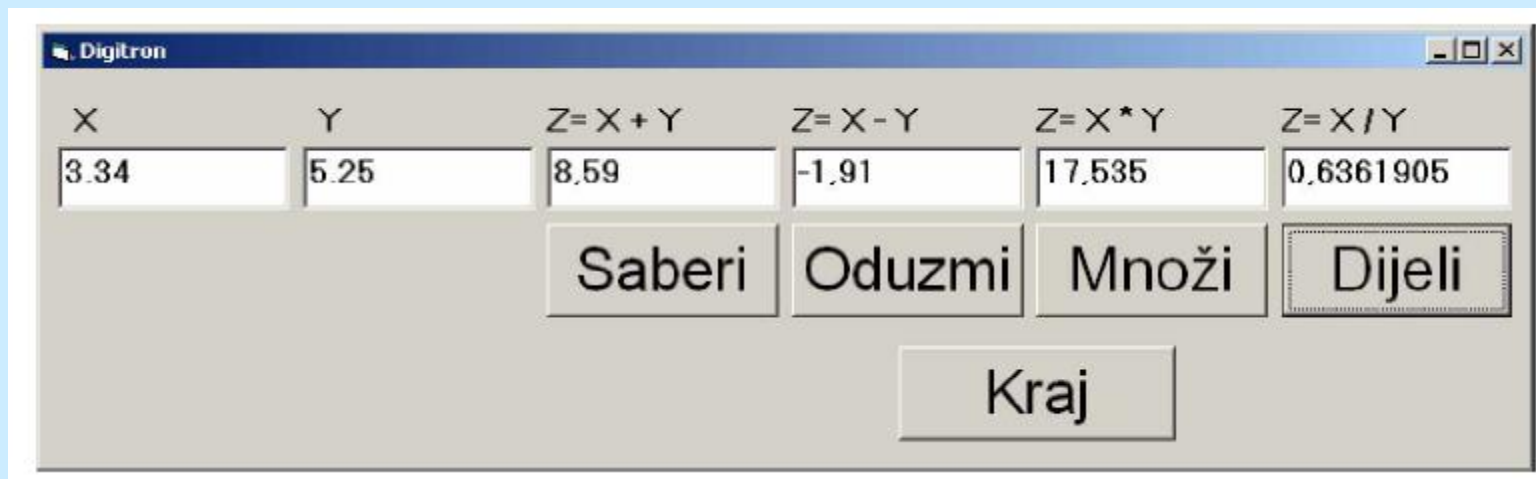 Digitron
X Y Z= X + Y Z= X - Y Z= X * Y Z= X / Y
3.34 5.25 8,59 -1,91 17,535 0,6361905
Saberi Oduzmi Množi Dijeli
Kraj